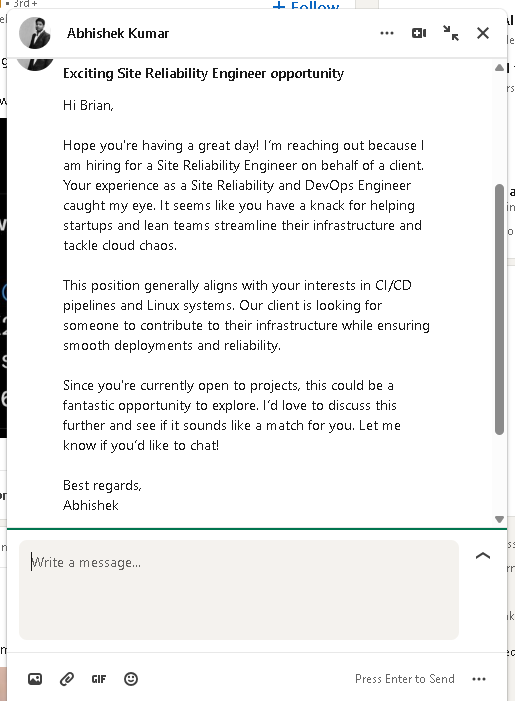 3rd+
+ Follow
Abhishek Kumar
Exciting Site Reliability Engineer opportunity
Hi Brian,
Hope you're having a great day! I'm reaching out because I
am hiring for a Site Reliability Engineer on behalf of a client.
Your experience as a Site Reliability and DevOps Engineer
caught my eye. It seems like you have a knack for helping
startups and lean teams streamline their infrastructure and
tackle cloud chaos.
This position generally aligns with your interests in CI/CD
pipelines and Linux systems. Our client is looking for
someone to contribute to their infrastructure while ensuring
smooth deployments and reliability.
Since you're currently open to projects, this could be a
fantastic opportunity to explore. I'd love to discuss this
further and see if it sounds like a match for you. Let me
know if you'd like to chat!
Best regards,
Abhishek
Write a message...
GIF
Press Enter to Send